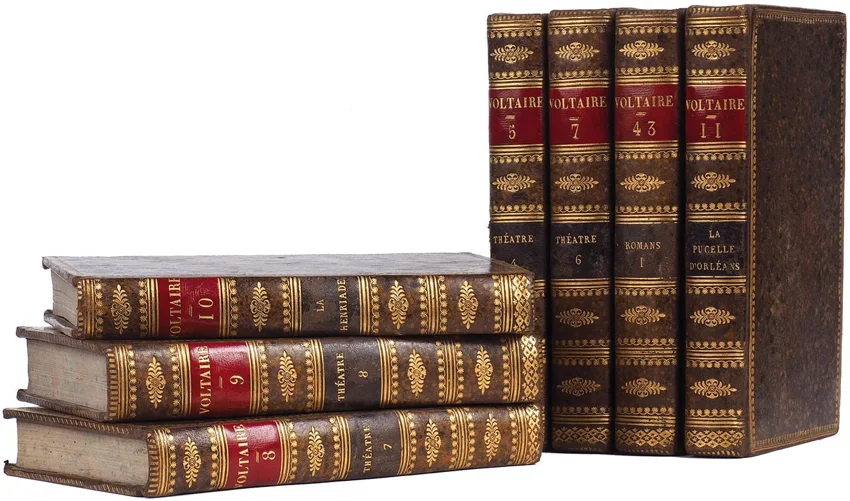 VOLTAIRE
10
LA
HENRIADE
VOLTAIRE
9
THÉATRE
8
VOLTAIRE
8
THÉATRE
7
VOLTAIRE
5
THÉATRE
4
VOLTAIRE
7
THÉATRE
6
VOLTAIRE
43
ROMANS
I
VOLTAIRE
11
LA
PUCELLE
D'ORLÉANS